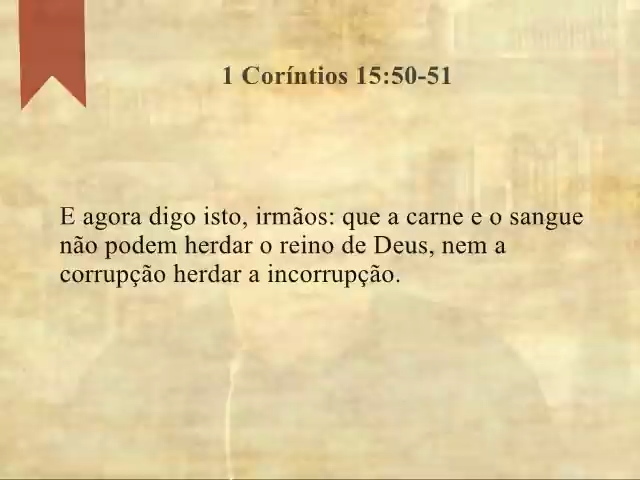 1 Coríntios 15:50-51
E agora digo isto, irmãos: que a carne e o sangue
não podem herdar o reino de Deus, nem a
corrupção herdar a incorrupção.